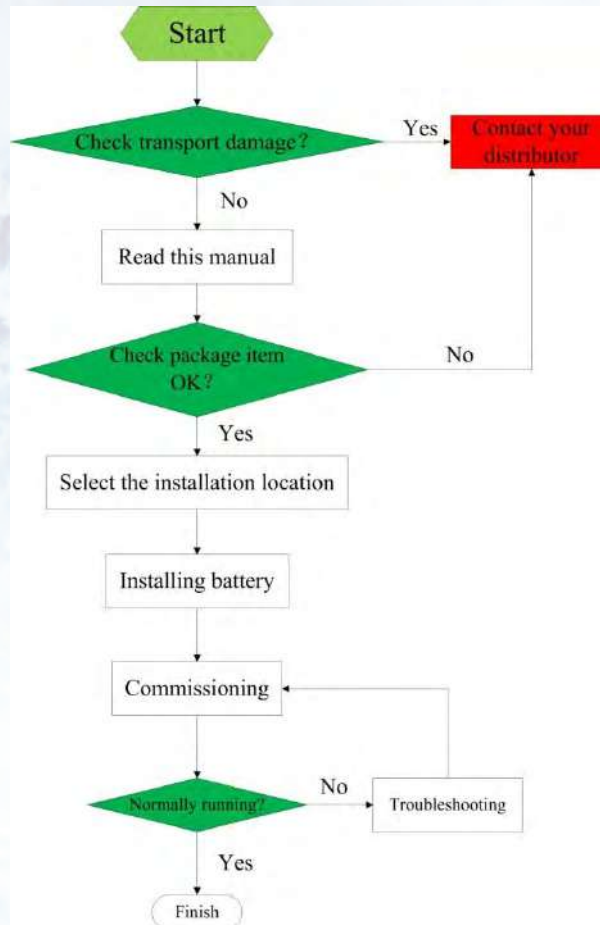 Start
Check transport damage?
Yes
Contact your
distributor
No
Read this manual
Check package item
OK?
No
Yes
Select the installation location
Installing battery
Commissioning
Normally running?
No
Troubleshooting
Yes
Finish